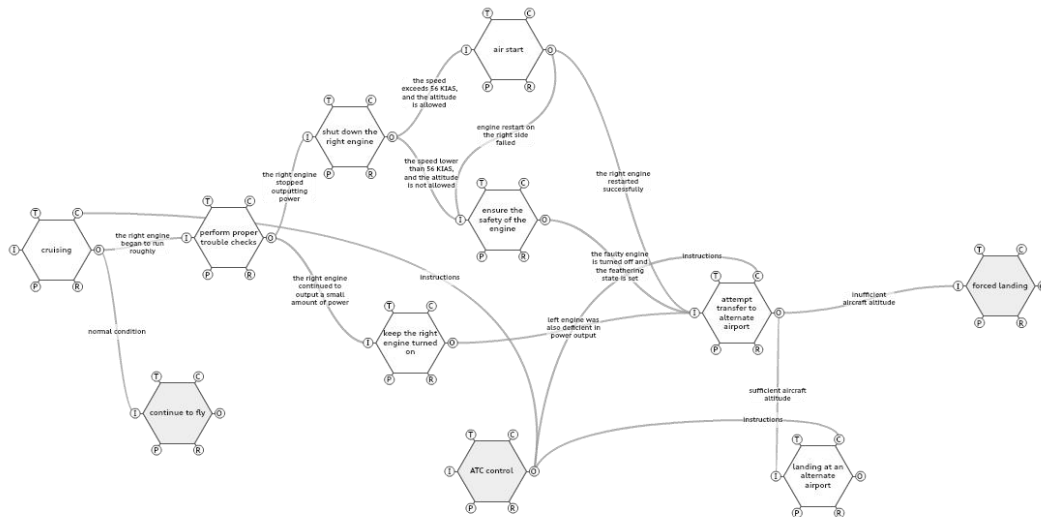 T
C
air start
I
O
P
R
the speed
exceeds 56 KIAS,
and the altitude
is allowed
T
C
shut down the
right engine
I
O
P
R
engine restart on
the right side
failed
the speed lower
than 56 KIAS,
and the altitude
is not allowed
the right engine
stopped
outputting
power
the right engine
restarted
successfully
T
C
ensure the
safety of the
engine
I
O
P
R
T
C
cruising
I
O
P
R
the right engine
began to run
roughly
T
C
perform proper
trouble checks
I
O
P
R
the right engine
continued to
output a small
amount of power
instructions
the faulty engine
is turned off and
the feathering
state is set
instructions
T
C
attempt
transfer to
alternate
airport
I
O
P
R
insufficient
aircraft altitude
T
C
forced landing
I
O
P
R
normal condition
T
C
keep the right
engine turned
on
I
O
P
R
left engine was
also deficient in
power output
T
C
continue to fly
I
O
P
R
sufficient aircraft
altitude
instructions
T
C
ATC control
I
O
P
R
T
C
landing at an
alternate
airport
I
O
P
R